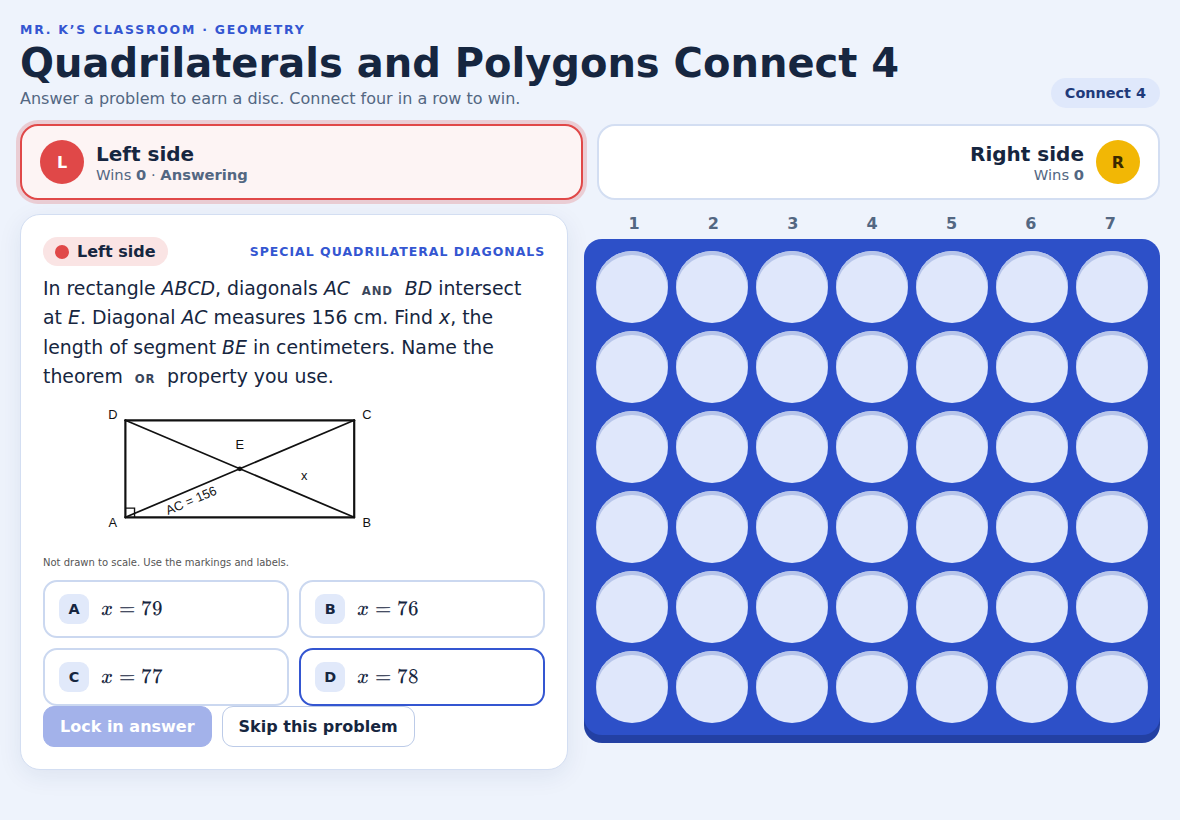 MR. K’S CLASSROOM · GEOMETRY
Quadrilaterals and Polygons Connect 4
Answer a problem to earn a disc. Connect four in a row to win.
Connect 4
L
Left side
Wins 0 · Answering
Right side
Wins 0
R
Left side
SPECIAL QUADRILATERAL DIAGONALS
In rectangle ABCD, diagonals AC AND BD intersect
at E. Diagonal AC measures 156 cm. Find x, the
length of segment BE in centimeters. Name the
theorem OR property you use.
D
C
E
x
AC = 156
A
B
Not drawn to scale. Use the markings and labels.
A x = 79
B x = 76
C x = 77
D x = 78
Lock in answer
Skip this problem
1 2 3 4 5 6 7